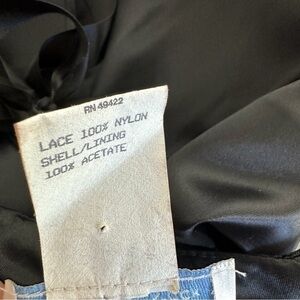 RN 49422
LACE 100% NYLON
SHELL/LINING
100% ACETATE